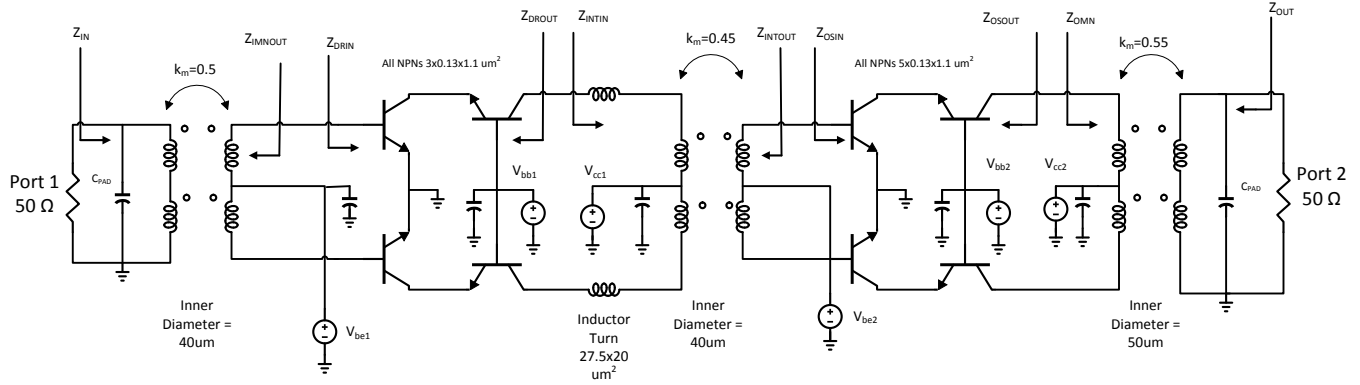 Z_IN
Z_IMNOUT
Z_DRIN
Z_DROUT
Z_INTIN
Z_INTOUT
Z_OSIN
Z_OSOUT
Z_OMN
Z_OUT
k_m=0.5
All NPNs 3x0.13x1.1 um²
k_m=0.45
All NPNs 5x0.13x1.1 um²
k_m=0.55
Port 1
50 Ω
C_PAD
V_bb1
V_cc1
V_bb2
V_cc2
C_PAD
Port 2
50 Ω
Inner
Diameter =
40um
V_be1
Inductor
Turn
27.5x20
um²
Inner
Diameter =
40um
V_be2
Inner
Diameter =
50um